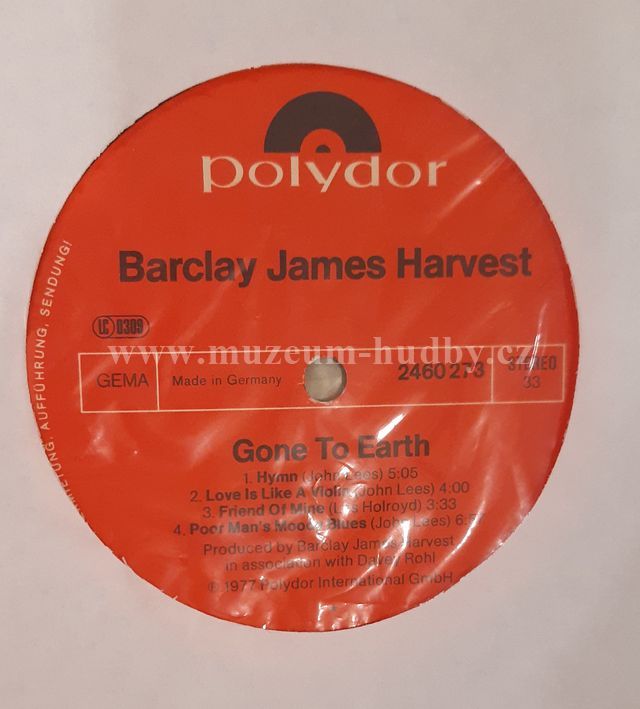 polydor
Barclay James Harvest
LC 0309
www.muzeum-hudby.cz
GEMA
Made in Germany
2460 273
STEREO
33
Gone To Earth
1. Hymn (John Lees) 5:05
2. Love Is Like A Violin (John Lees) 4:00
3. Friend Of Mine (Les Holroyd) 3:33
4. Poor Man's Moody Blues (John Lees)
Produced by Barclay James Harvest
in association with David Rohl
℗ 1977 Polydor International GmbH
AUFFÜHRUNG, SENDUNG!